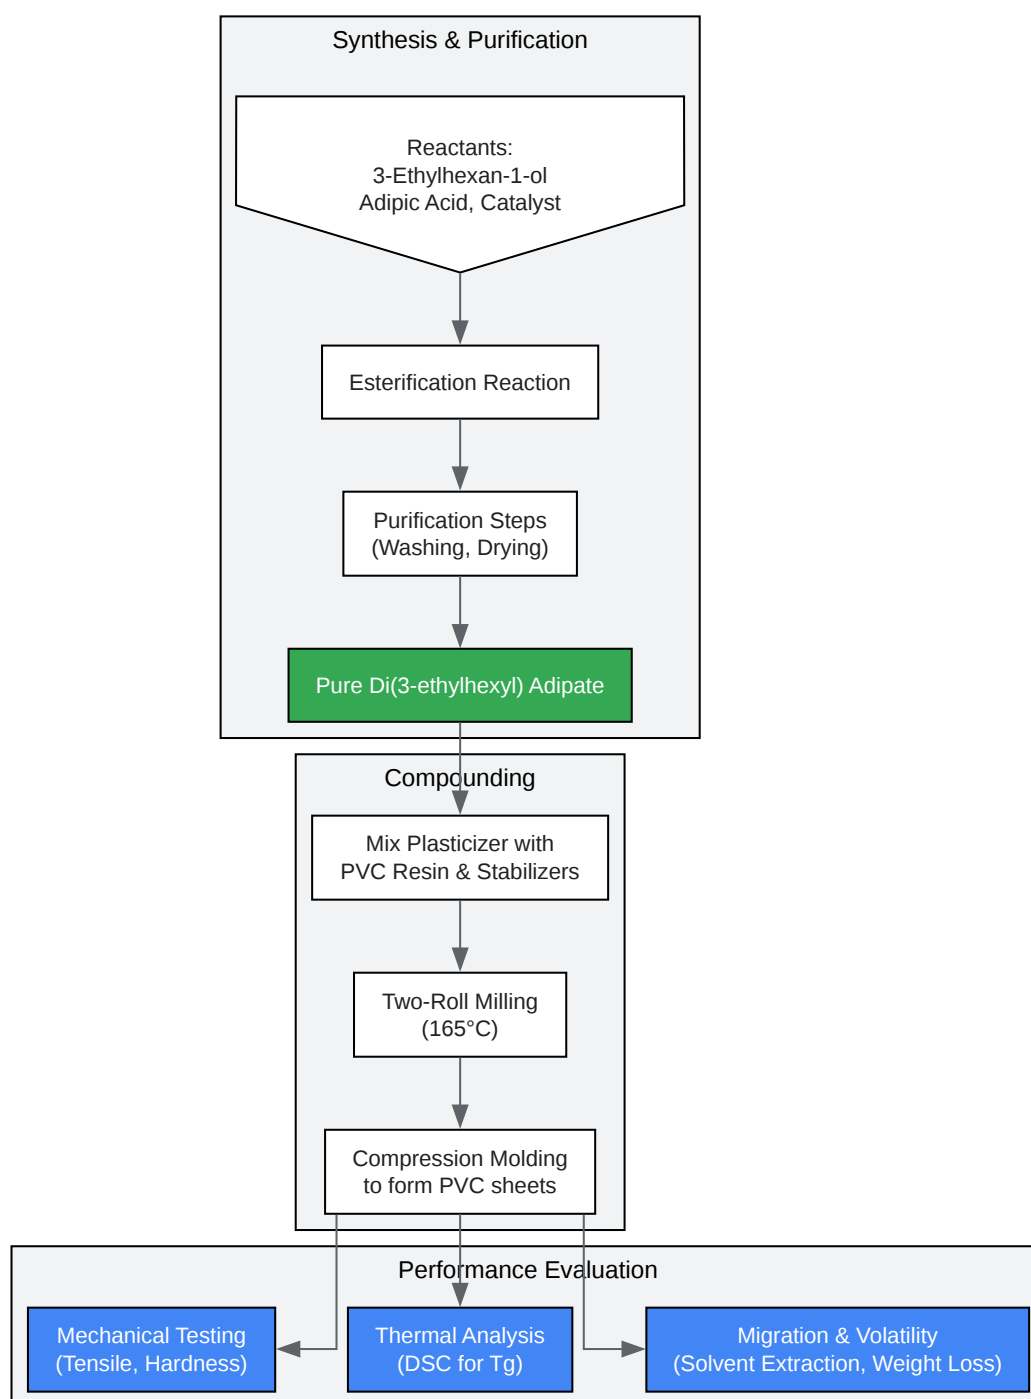 Synthesis & Purification
Reactants:
3-Ethylhexan-1-ol
Adipic Acid, Catalyst
Esterification Reaction
Purification Steps
(Washing, Drying)
Pure Di(3-ethylhexyl) Adipate
Compounding
Mix Plasticizer with
PVC Resin & Stabilizers
Two-Roll Milling
(165°C)
Compression Molding
to form PVC sheets
Performance Evaluation
Mechanical Testing
(Tensile, Hardness)
Thermal Analysis
(DSC for Tg)
Migration & Volatility
(Solvent Extraction, Weight Loss)